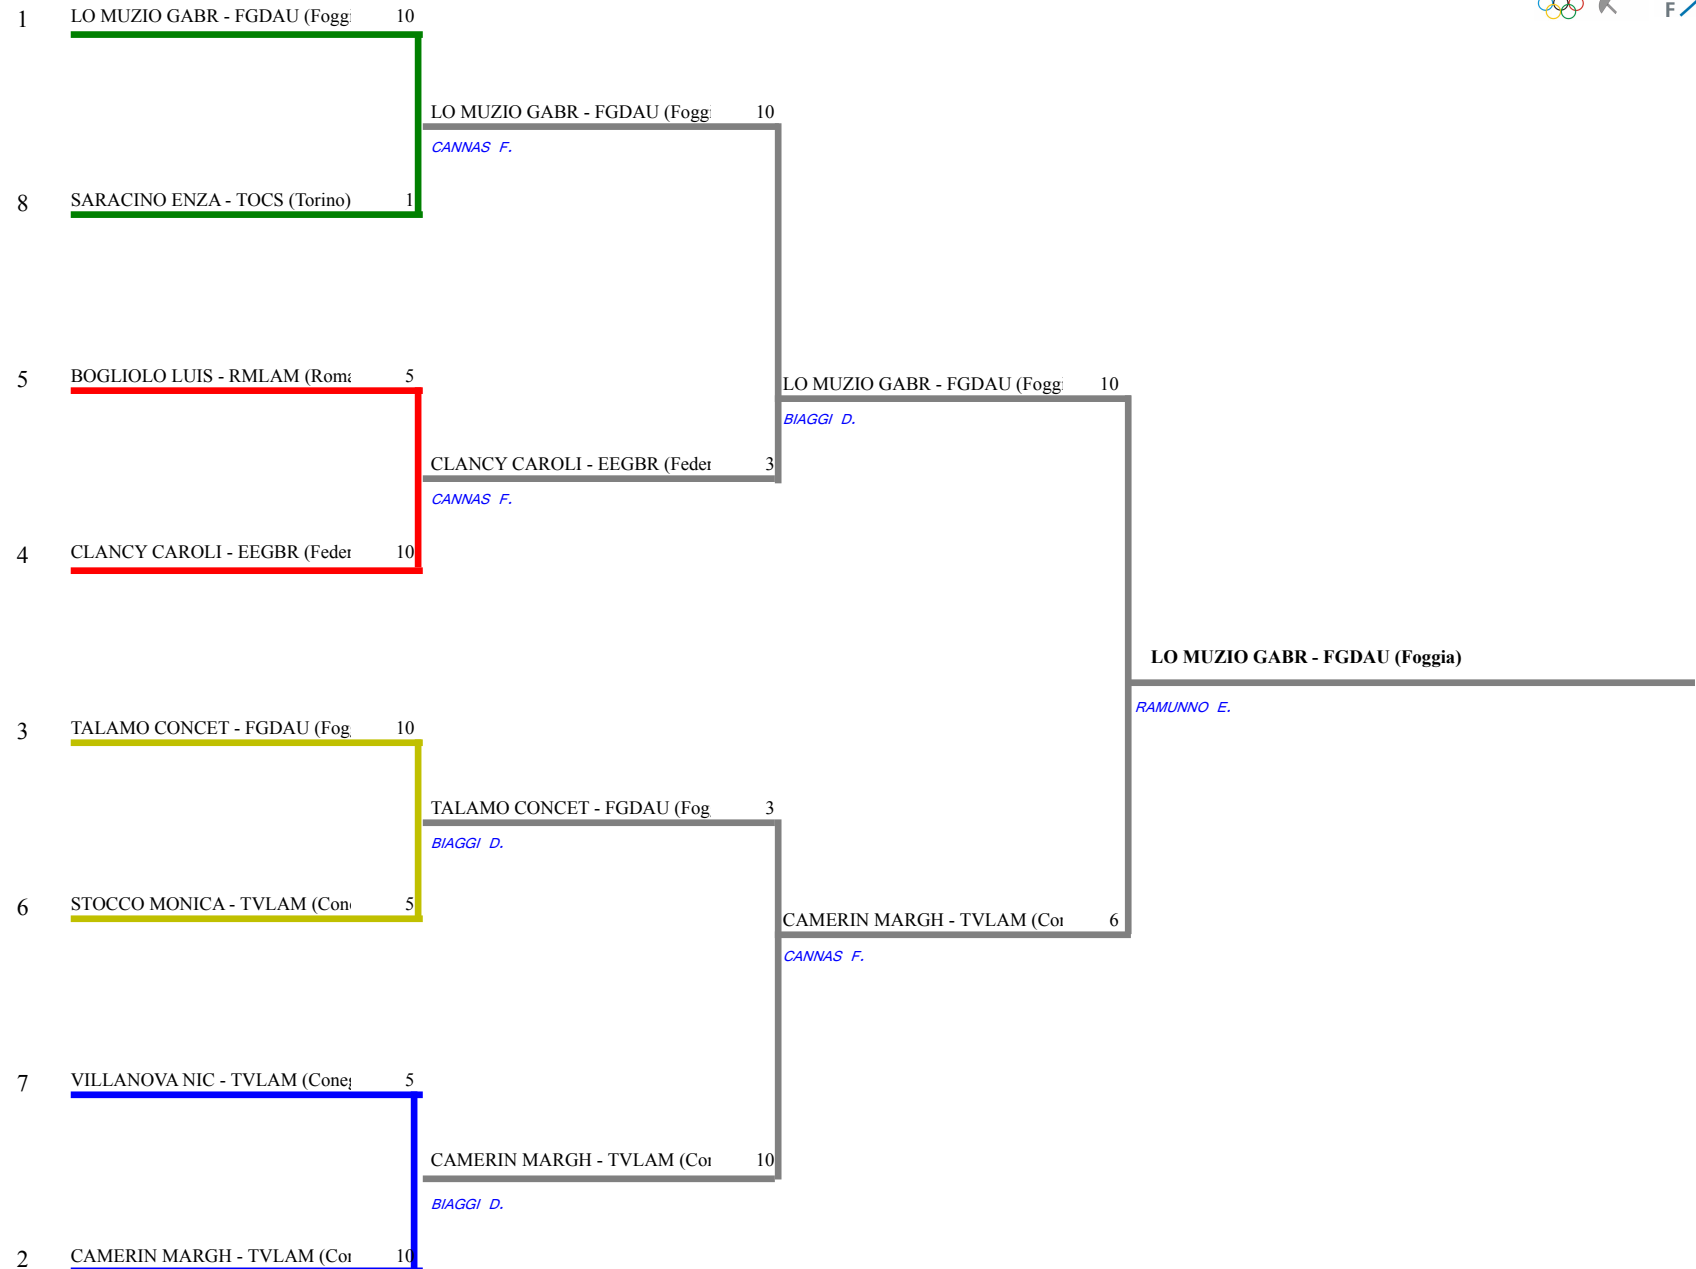 1 LO MUZIO GABR - FGDAU (Foggi 10
LO MUZIO GABR - FGDAU (Foggi 10
CANNAS F.
8 SARACINO ENZA - TOCS (Torino) 1
5 BOGLIOLO LUIS - RMLAM (Roma 5
LO MUZIO GABR - FGDAU (Foggi 10
BIAGGI D.
CLANCY CAROLI - EEGBR (Feder 3
CANNAS F.
4 CLANCY CAROLI - EEGBR (Feder 10
LO MUZIO GABR - FGDAU (Foggia)
RAMUNNO E.
3 TALAMO CONCET - FGDAU (Fog 10
TALAMO CONCET - FGDAU (Fog 3
BIAGGI D.
6 STOCCO MONICA - TVLAM (Con 5
CAMERIN MARGH - TVLAM (Co 6
CANNAS F.
7 VILLANOVA NIC - TVLAM (Coneg 5
CAMERIN MARGH - TVLAM (Co 10
BIAGGI D.
2 CAMERIN MARGH - TVLAM (Co 10
F